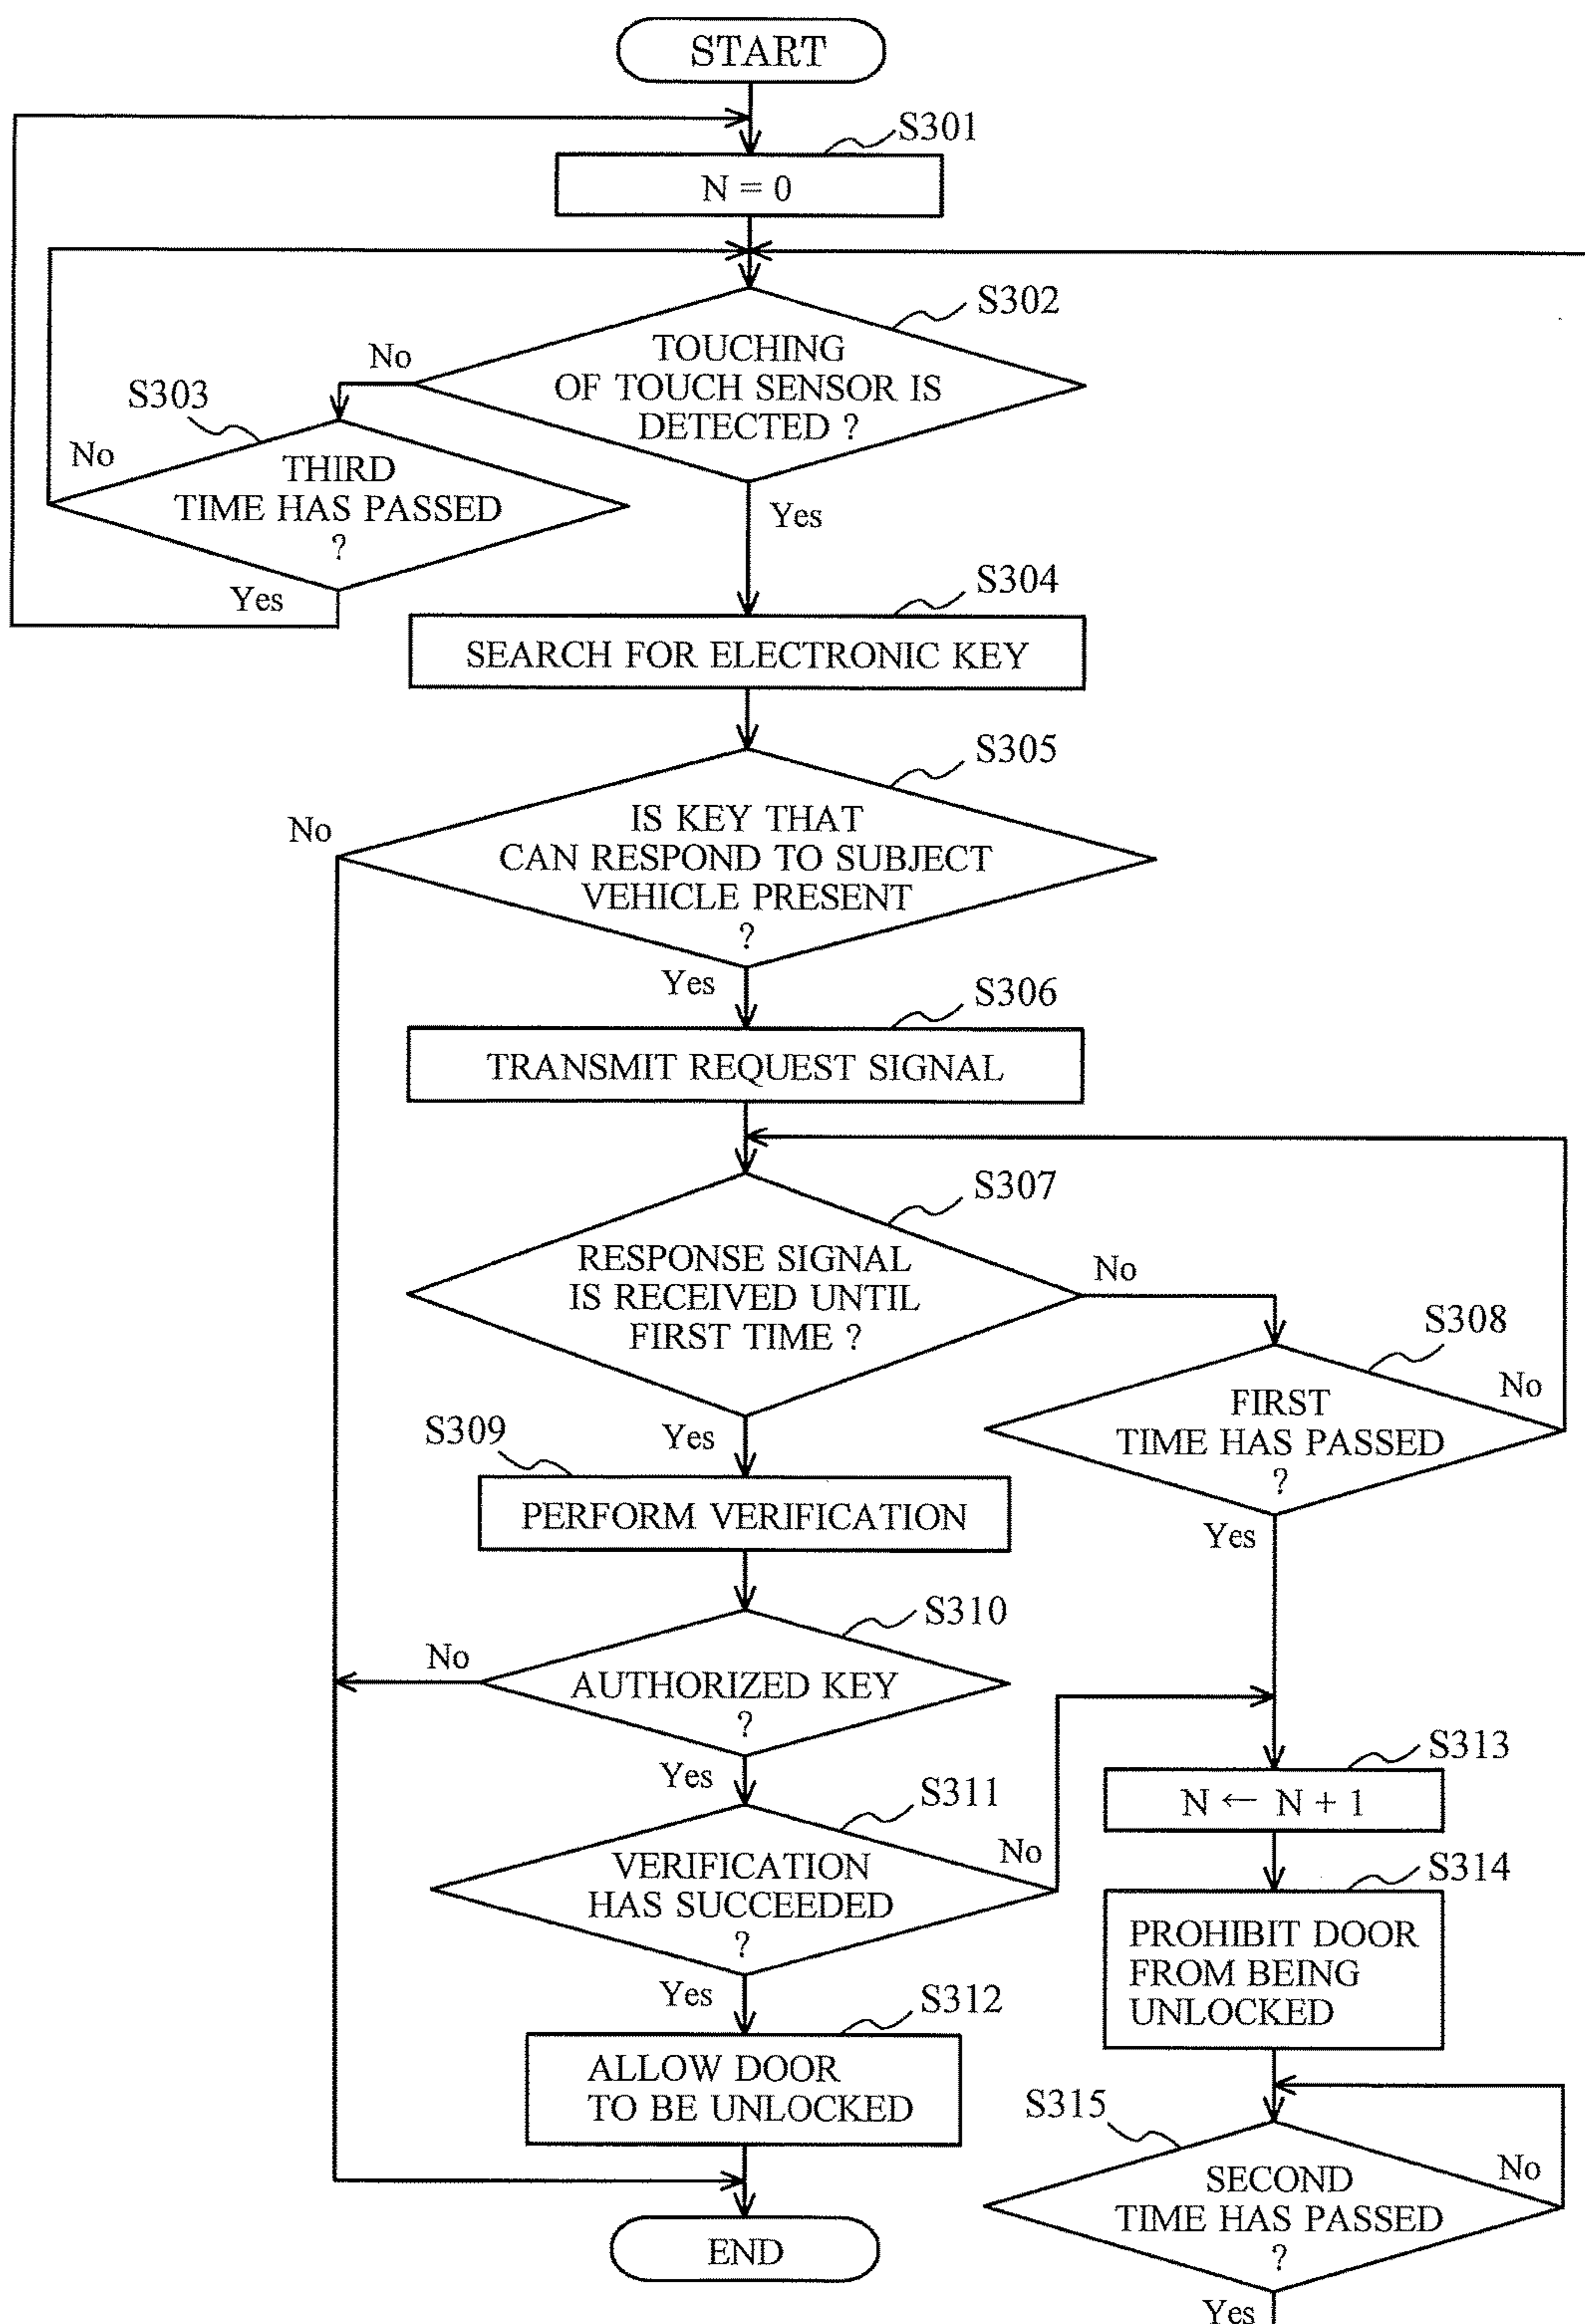 START
S301
N = 0
S302
TOUCHING
OF TOUCH SENSOR IS
DETECTED ?
No
S303
THIRD
TIME HAS PASSED
?
No
Yes
Yes
S304
SEARCH FOR ELECTRONIC KEY
S305
IS KEY THAT
CAN RESPOND TO SUBJECT
VEHICLE PRESENT
?
No
Yes
S306
TRANSMIT REQUEST SIGNAL
S307
RESPONSE SIGNAL
IS RECEIVED UNTIL
FIRST TIME ?
No
S308
FIRST
TIME HAS PASSED
?
No
Yes
Yes
S309
PERFORM VERIFICATION
S310
AUTHORIZED KEY
?
No
Yes
S311
VERIFICATION
HAS SUCCEEDED
?
No
Yes
S312
ALLOW DOOR
TO BE UNLOCKED
S313
N ← N + 1
S314
PROHIBIT DOOR
FROM BEING
UNLOCKED
S315
SECOND
TIME HAS PASSED
?
No
Yes
END